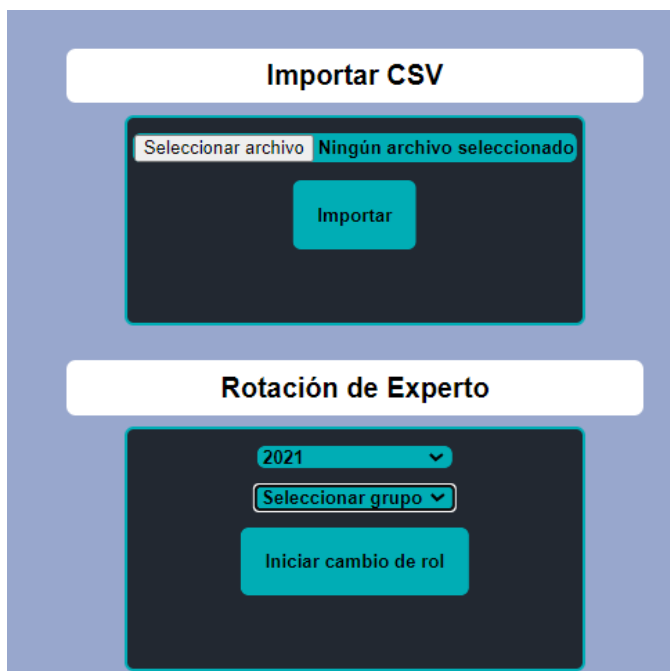 Importar CSV
Seleccionar archivo Ningún archivo seleccionado
Importar
Rotación de Experto
2021
Seleccionar grupo
Iniciar cambio de rol